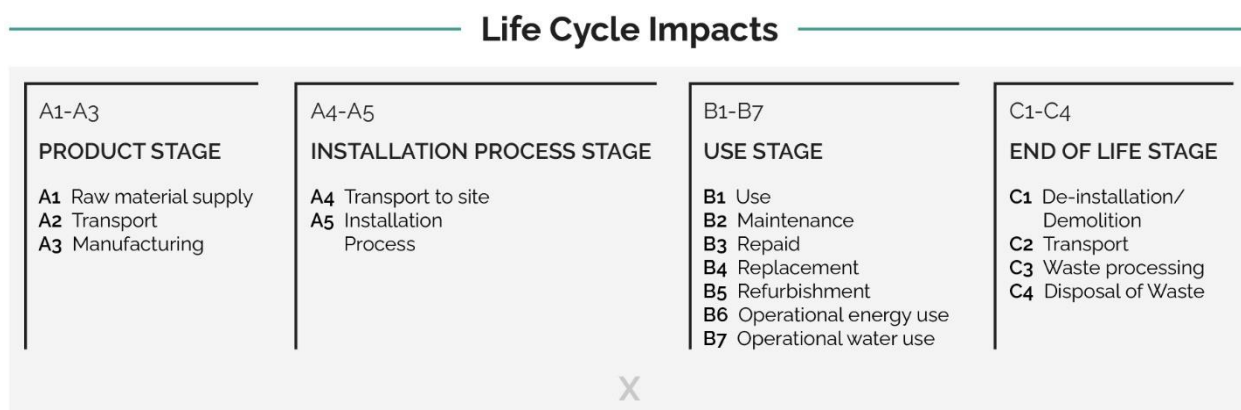 Life Cycle Impacts
A1-A3
PRODUCT STAGE
A1 Raw material supply
A2 Transport
A3 Manufacturing
A4-A5
INSTALLATION PROCESS STAGE
A4 Transport to site
A5 Installation
Process
B1-B7
USE STAGE
B1 Use
B2 Maintenance
B3 Repaid
B4 Replacement
B5 Refurbishment
B6 Operational energy use
B7 Operational water use
C1-C4
END OF LIFE STAGE
C1 De-installation/
Demolition
C2 Transport
C3 Waste processing
C4 Disposal of Waste
X